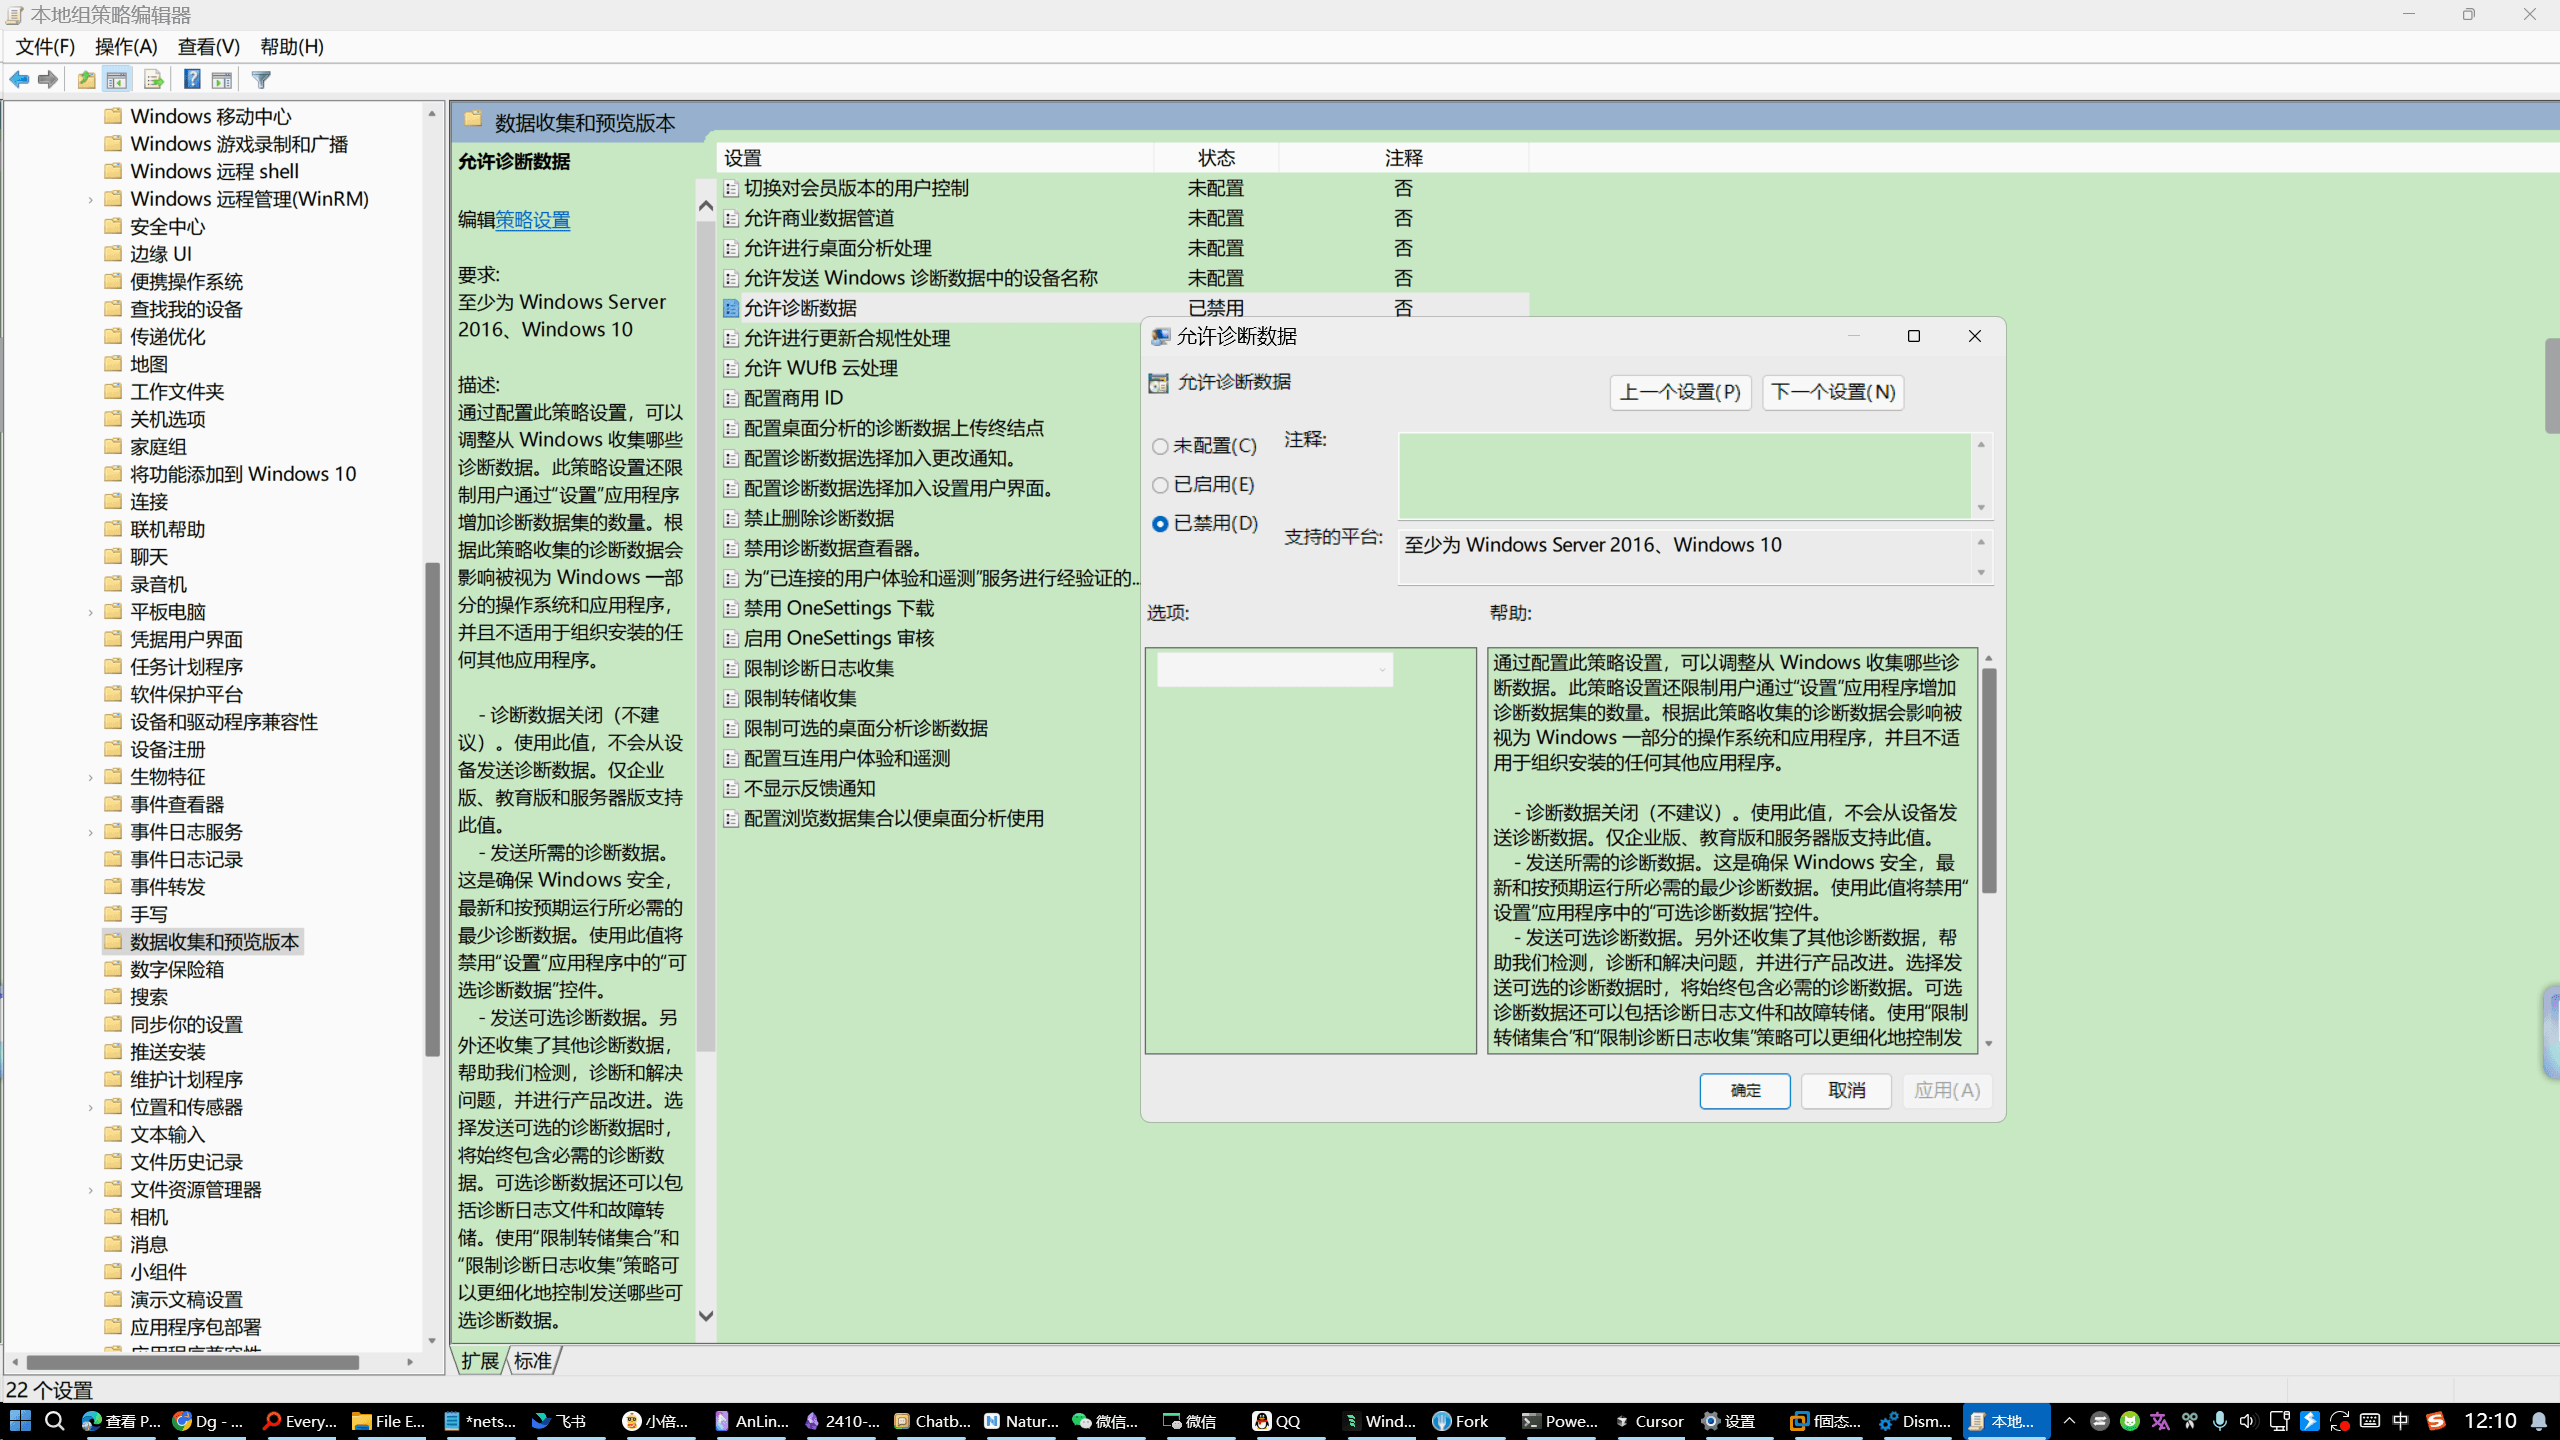 本地组策略编辑器
文件(F) 操作(A) 查看(V) 帮助(H)
Windows 移动中心
Windows 游戏录制和广播
Windows 远程 shell
Windows 远程管理(WinRM)
安全中心
边缘 UI
便携操作系统
查找我的设备
传递优化
地图
工作文件夹
关机选项
家庭组
将功能添加到 Windows 10
连接
联机帮助
聊天
录音机
平板电脑
凭据用户界面
任务计划程序
软件保护平台
设备和驱动程序兼容性
设备注册
生物特征
事件查看器
事件日志服务
事件日志记录
事件转发
手写
数据收集和预览版本
数字保险箱
搜索
同步你的设置
推送安装
维护计划程序
位置和传感器
文本输入
文件历史记录
文件资源管理器
相机
消息
小组件
演示文稿设置
应用程序包部署
应用程序兼容性
22 个设置
数据收集和预览版本
允许诊断数据
编辑策略设置
要求:
至少为 Windows Server
2016、Windows 10
描述:
通过配置此策略设置，可以
调整从 Windows 收集哪些
诊断数据。此策略设置还限
制用户通过“设置”应用程序
增加诊断数据集的数量。根
据此策略收集的诊断数据会
影响被视为 Windows 一部
分的操作系统和应用程序，
并且不适用于组织安装的任
何其他应用程序。
- 诊断数据关闭（不建
议）。使用此值，不会从设
备发送诊断数据。仅企业
版、教育版和服务器版支持
此值。
- 发送所需的诊断数据。
这是确保 Windows 安全，
最新和按预期运行所必需的
最少诊断数据。使用此值将
禁用“设置”应用程序中的“可
选诊断数据”控件。
- 发送可选诊断数据。另
外还收集了其他诊断数据，
帮助我们检测，诊断和解决
问题，并进行产品改进。选
择发送可选的诊断数据时，
将始终包含必需的诊断数
据。可选诊断数据还可以包
括诊断日志文件和故障转
储。使用“限制转储集合”和
“限制诊断日志收集”策略可
以更细化地控制发送哪些可
选诊断数据。
扩展 标准
设置 状态 注释
切换对会员版本的用户控制 未配置 否
允许商业数据管道 未配置 否
允许进行桌面分析处理 未配置 否
允许发送 Windows 诊断数据中的设备名称 未配置 否
允许诊断数据 已禁用 否
允许进行更新合规性处理
允许 WUfB 云处理
配置商用 ID
配置桌面分析的诊断数据上传终结点
配置诊断数据选择加入更改通知。
配置诊断数据选择加入设置用户界面。
禁止删除诊断数据
禁用诊断数据查看器。
为“已连接的用户体验和遥测”服务进行经验证的...
禁用 OneSettings 下载
启用 OneSettings 审核
限制诊断日志收集
限制转储收集
限制可选的桌面分析诊断数据
配置互连用户体验和遥测
不显示反馈通知
配置浏览数据集合以便桌面分析使用
允许诊断数据
允许诊断数据
上一个设置(P) 下一个设置(N)
未配置(C) 注释:
已启用(E)
已禁用(D)
支持的平台: 至少为 Windows Server 2016、Windows 10
选项: 帮助:
通过配置此策略设置，可以调整从 Windows 收集哪些诊
断数据。此策略设置还限制用户通过“设置”应用程序增加
诊断数据集的数量。根据此策略收集的诊断数据会影响被
视为 Windows 一部分的操作系统和应用程序，并且不适
用于组织安装的任何其他应用程序。
- 诊断数据关闭（不建议）。使用此值，不会从设备发
送诊断数据。仅企业版、教育版和服务器版支持此值。
- 发送所需的诊断数据。这是确保 Windows 安全，最
新和按预期运行所必需的最少诊断数据。使用此值将禁用“
设置”应用程序中的“可选诊断数据”控件。
- 发送可选诊断数据。另外还收集了其他诊断数据，帮
助我们检测，诊断和解决问题，并进行产品改进。选择发
送可选的诊断数据时，将始终包含必需的诊断数据。可选
诊断数据还可以包括诊断日志文件和故障转储。使用“限制
转储集合”和“限制诊断日志收集”策略可以更细化地控制发
确定 取消 应用(A)
查看 P... Dg - ... Every... File E... *nets... 飞书 小倍... AnLin... 2410-... Chatb... Natur... 微信... 微信 QQ Wind... Fork Powe... Cursor 设置 f固态... Dism... 本地... 中 12:10